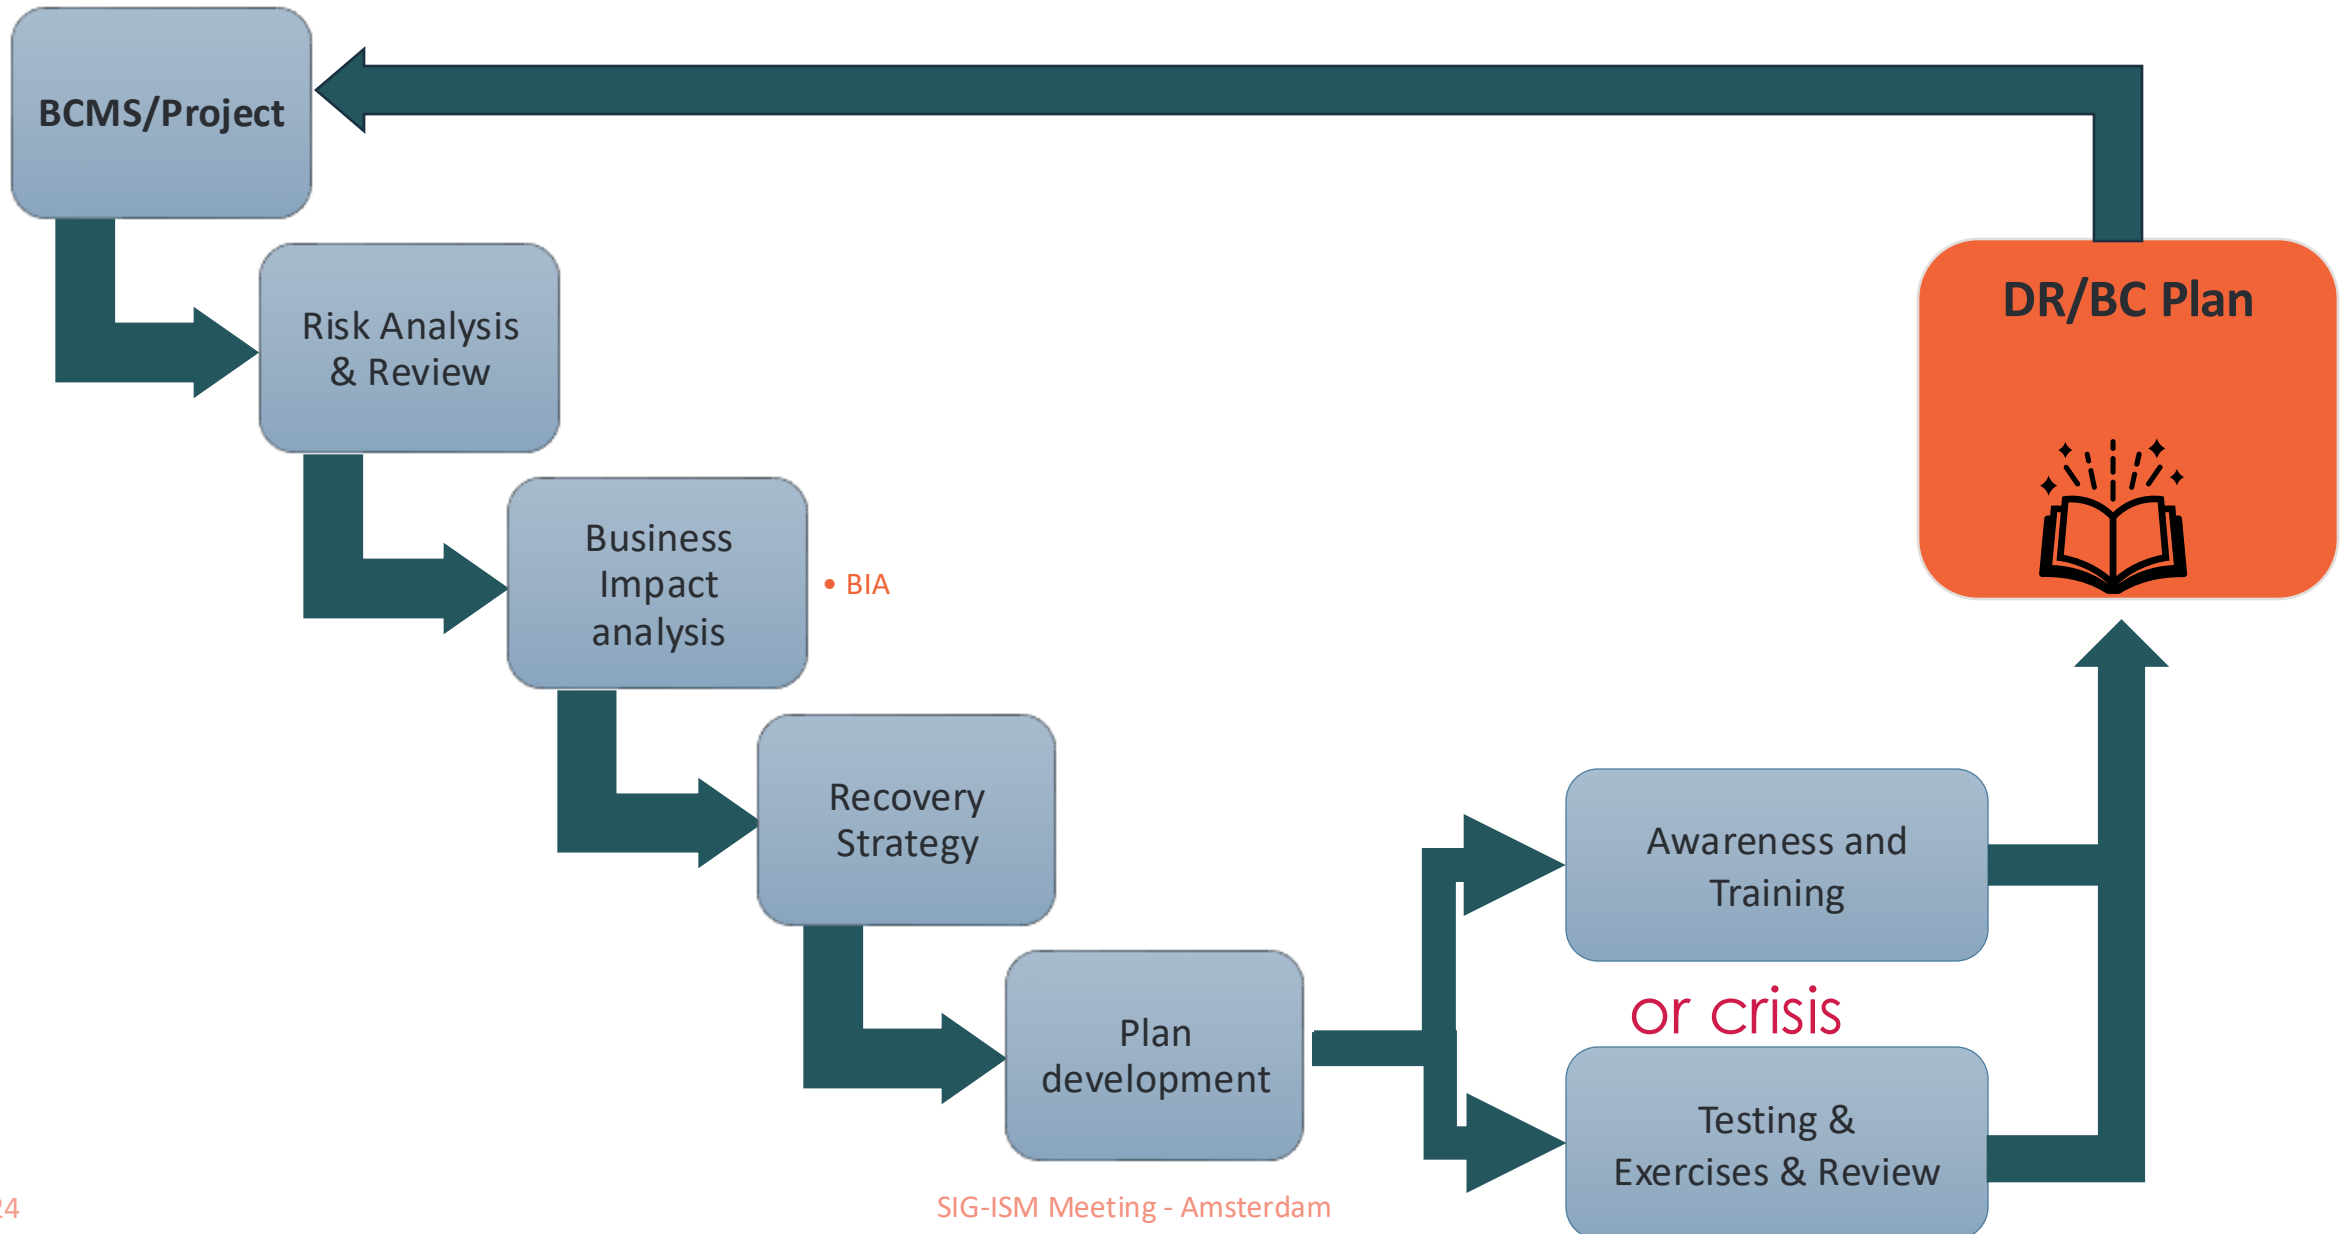 BCMS/Project
DR/BC Plan
Risk Analysis
& Review
Business
Impact
analysis
• BIA
Recovery
Strategy
Awareness and
Training
or crisis
Plan
development
Testing &
Exercises & Review
24
SIG-ISM Meeting - Amsterdam